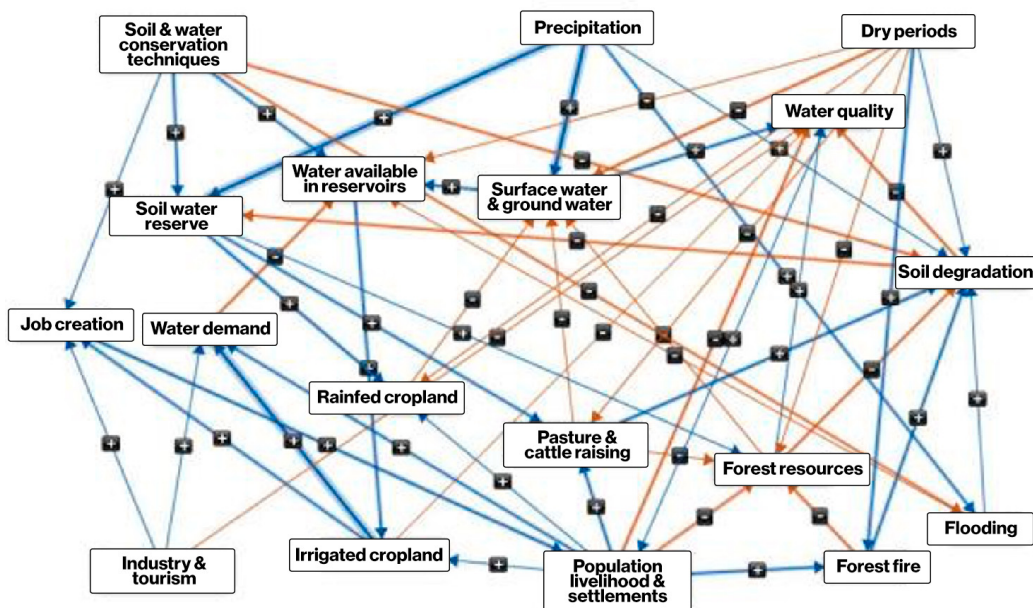 Soil & water
conservation
techniques
Precipitation
Dry periods
Water quality
Water available
in reservoirs
Surface water
& ground water
Soil water
reserve
Soil degradation
Job creation
Water demand
Rainfed cropland
Pasture &
cattle raising
Forest resources
Flooding
Industry &
tourism
Irrigated cropland
Population
livelihood &
settlements
Forest fire